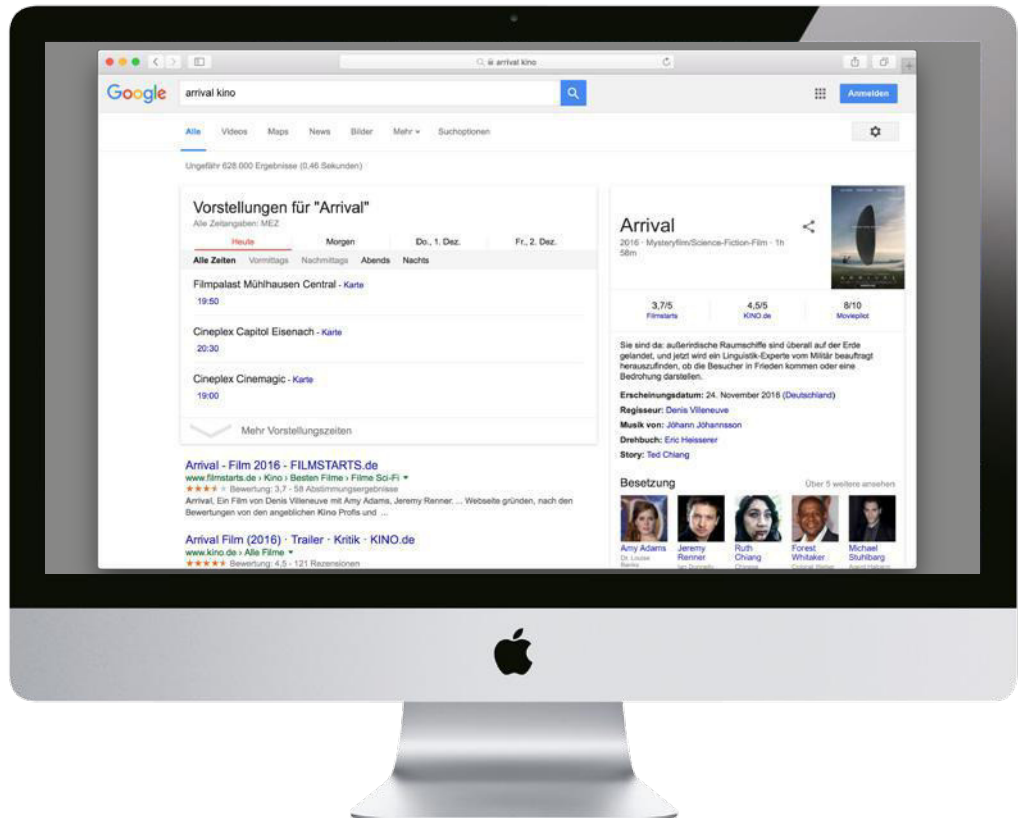 arrival kino
Google
arrival kino
Anmelden
Alle Videos Maps News Bilder Mehr Suchoptionen
Ungefähr 628.000 Ergebnisse (0,46 Sekunden)
Vorstellungen für "Arrival"
Alle Zeitangaben: MEZ
Heute Morgen Do., 1. Dez. Fr., 2. Dez.
Alle Zeiten Vormittags Nachmittags Abends Nachts
Filmpalast Mühlhausen Central - Karte
19:50
Cineplex Capitol Eisenach - Karte
20:30
Cineplex Cinemagic - Karte
19:00
Mehr Vorstellungszeiten
Arrival - Film 2016 - FILMSTARTS.de
www.filmstarts.de › Kino › Besten Filme › Filme Sci-Fi
Bewertung: 3,7 - 58 Abstimmungsergebnisse
Arrival, Ein Film von Denis Villeneuve mit Amy Adams, Jeremy Renner. ... Webseite gründen, nach den
Bewertungen von den angeblichen Kino Profis und ...
Arrival Film (2016) · Trailer · Kritik · KINO.de
www.kino.de › Alle Filme
Bewertung: 4,5 - 121 Rezensionen
Arrival
2016 · Mysteryfilm/Science-Fiction-Film · 1h
58m
ARRIVAL
3,7/5 4,5/5 8/10
Filmstarts KINO.de Moviepilot
Sie sind da: außerirdische Raumschiffe sind überall auf der Erde
gelandet, und jetzt wird ein Linguistik-Experte vom Militär beauftragt
herauszufinden, ob die Besucher in Frieden kommen oder eine
Bedrohung darstellen.
Erscheinungsdatum: 24. November 2016 (Deutschland)
Regisseur: Denis Villeneuve
Musik von: Jóhann Jóhannsson
Drehbuch: Eric Heisserer
Story: Ted Chiang
Besetzung Über 5 weitere ansehen
Amy Adams Jeremy Ruth Forest Michael
Renner Chiang Whitaker Stuhlbarg
Dr. Louise Banks